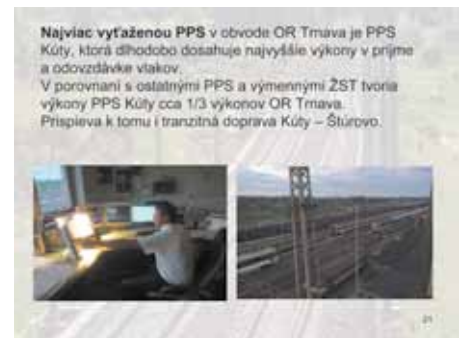 Najviac vyťaženou PPS v obvode OR Trnava je PPS
Kúty, ktorá dlhodobo dosahuje najvyššie výkony v príjme
a odovzdávke vlakov.
V porovnaní s ostatnými PPS a výmennými ŽST tvoria
výkony PPS Kúty cca 1/3 výkonov OR Trnava.
Prispieva k tomu i tranzitná doprava Kúty – Štúrovo.
21